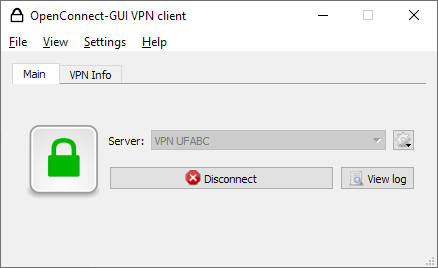 OpenConnect-GUI VPN client
File View Settings Help
Main VPN Info
Server: VPN UFABC
Disconnect View log